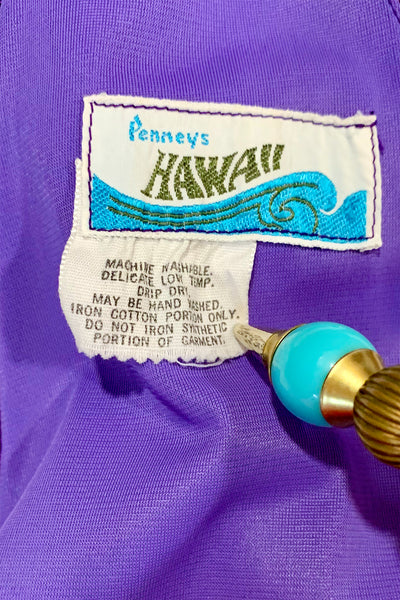 Penneys
HAWAII
MACHINE WASHABLE.
DELICATE LOW TEMP.
DRIP DRY.
MAY BE HAND WASHED.
IRON COTTON PORTION ONLY.
DO NOT IRON SYNTHETIC
PORTION OF GARMENT.